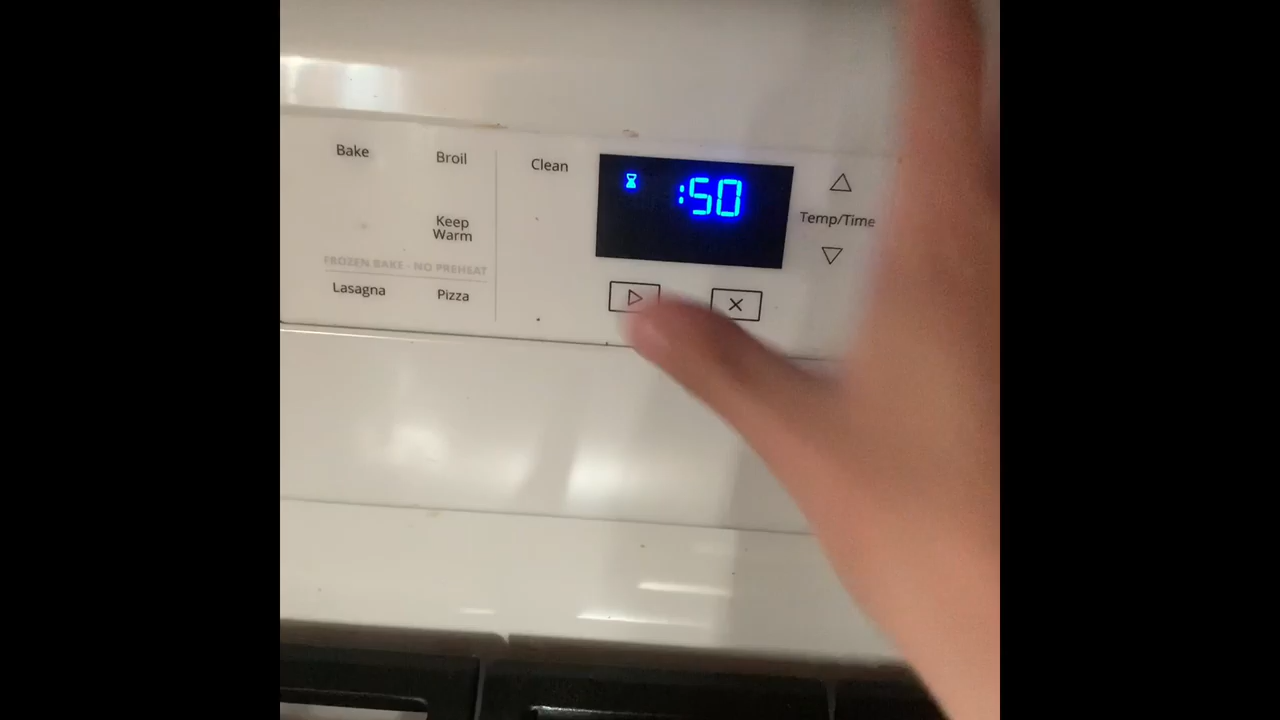 Bake
Broil
Clean
:50
Temp/Time
Keep
Warm
FROZEN BAKE - NO PREHEAT
Lasagna
Pizza